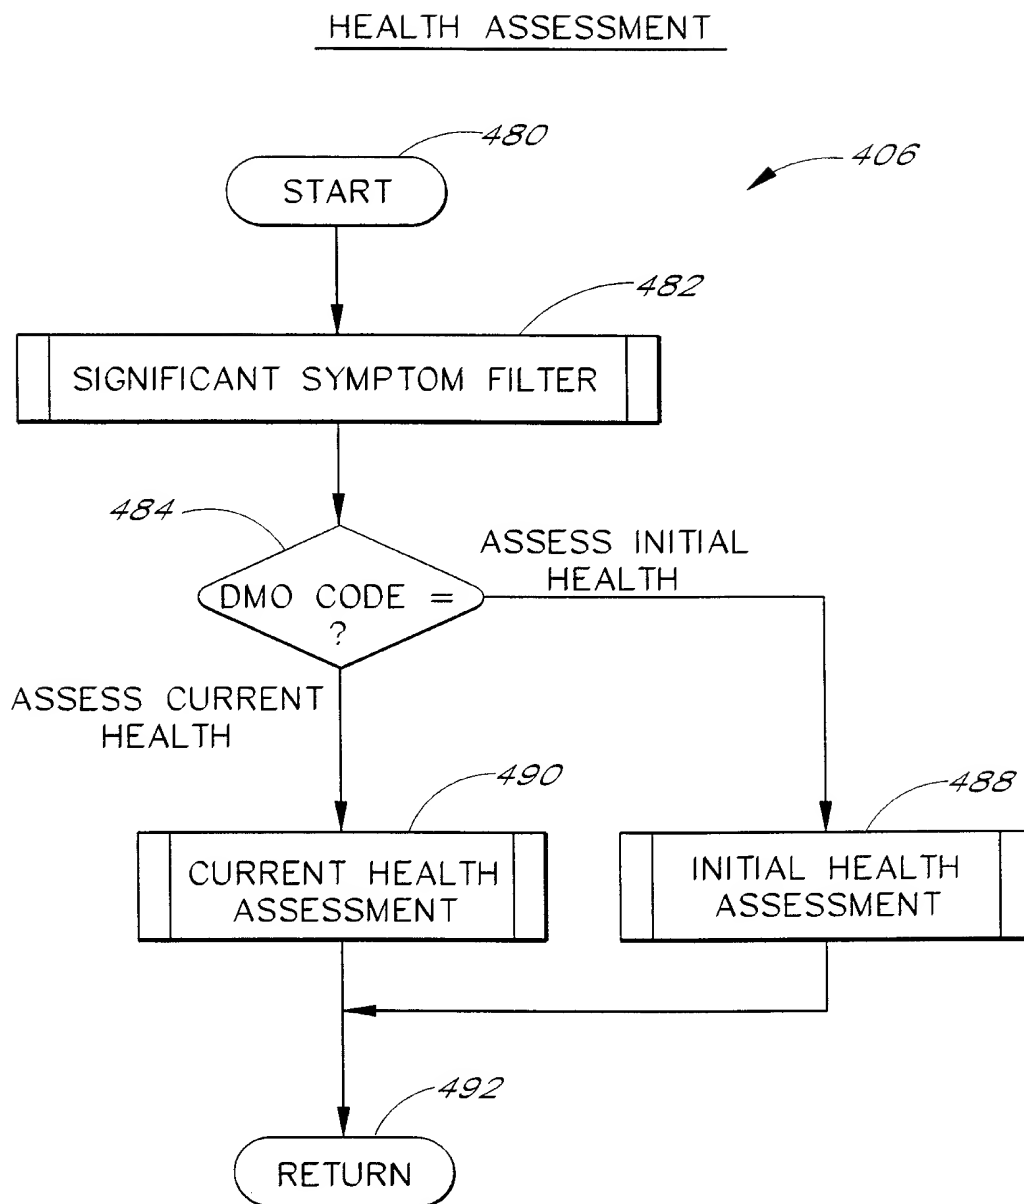 HEALTH ASSESSMENT
480
406
START
482
SIGNIFICANT SYMPTOM FILTER
484
ASSESS INITIAL
HEALTH
DMO CODE =
?
ASSESS CURRENT
HEALTH
490
488
CURRENT HEALTH
ASSESSMENT
INITIAL HEALTH
ASSESSMENT
492
RETURN